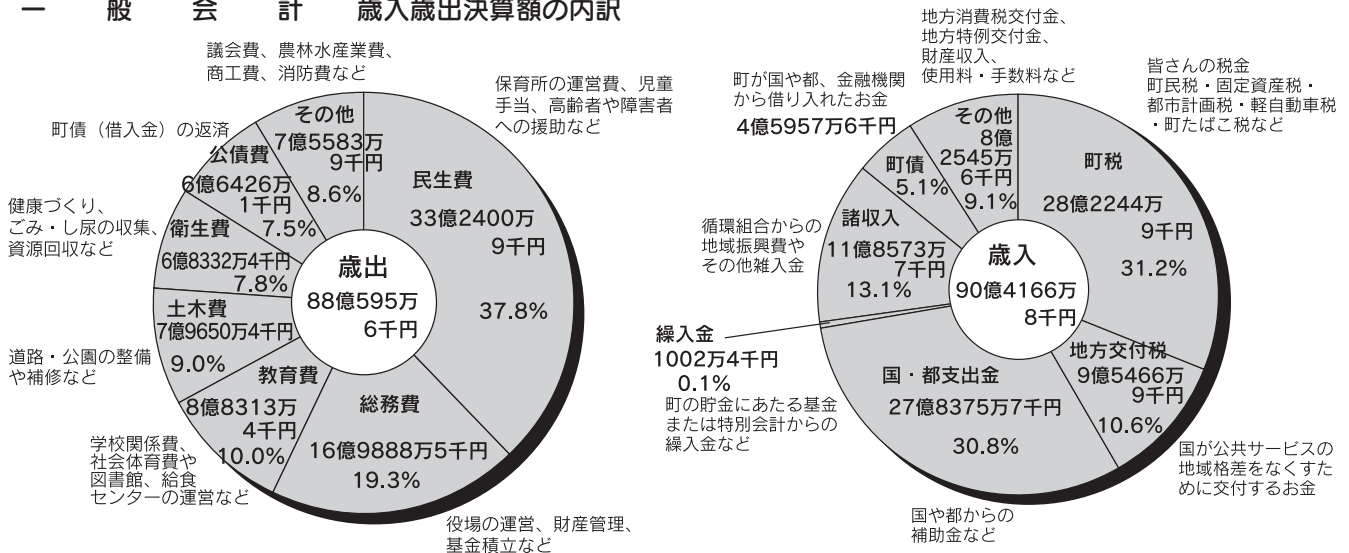 一般会計 歳入歳出決算額の内訳
議会費、農林水産業費、
商工費、消防費など
保育所の運営費、児童
手当、高齢者や障害者
への援助など
町債（借入金）の返済
健康づくり、
ごみ・し尿の収集、
資源回収など
道路・公園の整備
や補修など
学校関係費、
社会体育費や
図書館、給食
センターの運営など
役場の運営、財産管理、
基金積立など
歳出
88億595万
6千円
民生費
33億2400万
9千円
37.8%
総務費
16億9888万5千円
19.3%
教育費
8億8313万
4千円
10.0%
土木費
7億9650万4千円
9.0%
衛生費
6億8332万4千円
7.8%
公債費
6億6426万
1千円
7.5%
その他
7億5583万
9千円
8.6%
地方消費税交付金、
地方特例交付金、
財産収入、
使用料・手数料など
町が国や都、金融機関
から借り入れたお金
4億5957万6千円
皆さんの税金
町民税・固定資産税・
都市計画税・軽自動車税
・町たばこ税など
循環組合からの
地域振興費や
その他雑入金
繰入金
1002万4千円
0.1%
町の貯金にあたる基金
または特別会計からの
繰入金など
国や都からの
補助金など
国が公共サービスの
地域格差をなくすた
めに交付するお金
歳入
90億4166万
8千円
町税
28億2244万
9千円
31.2%
地方交付税
9億5466万
9千円
10.6%
国・都支出金
27億8375万7千円
30.8%
諸収入
11億8573万
7千円
13.1%
町債
5.1%
その他
8億
2545万
6千円
9.1%